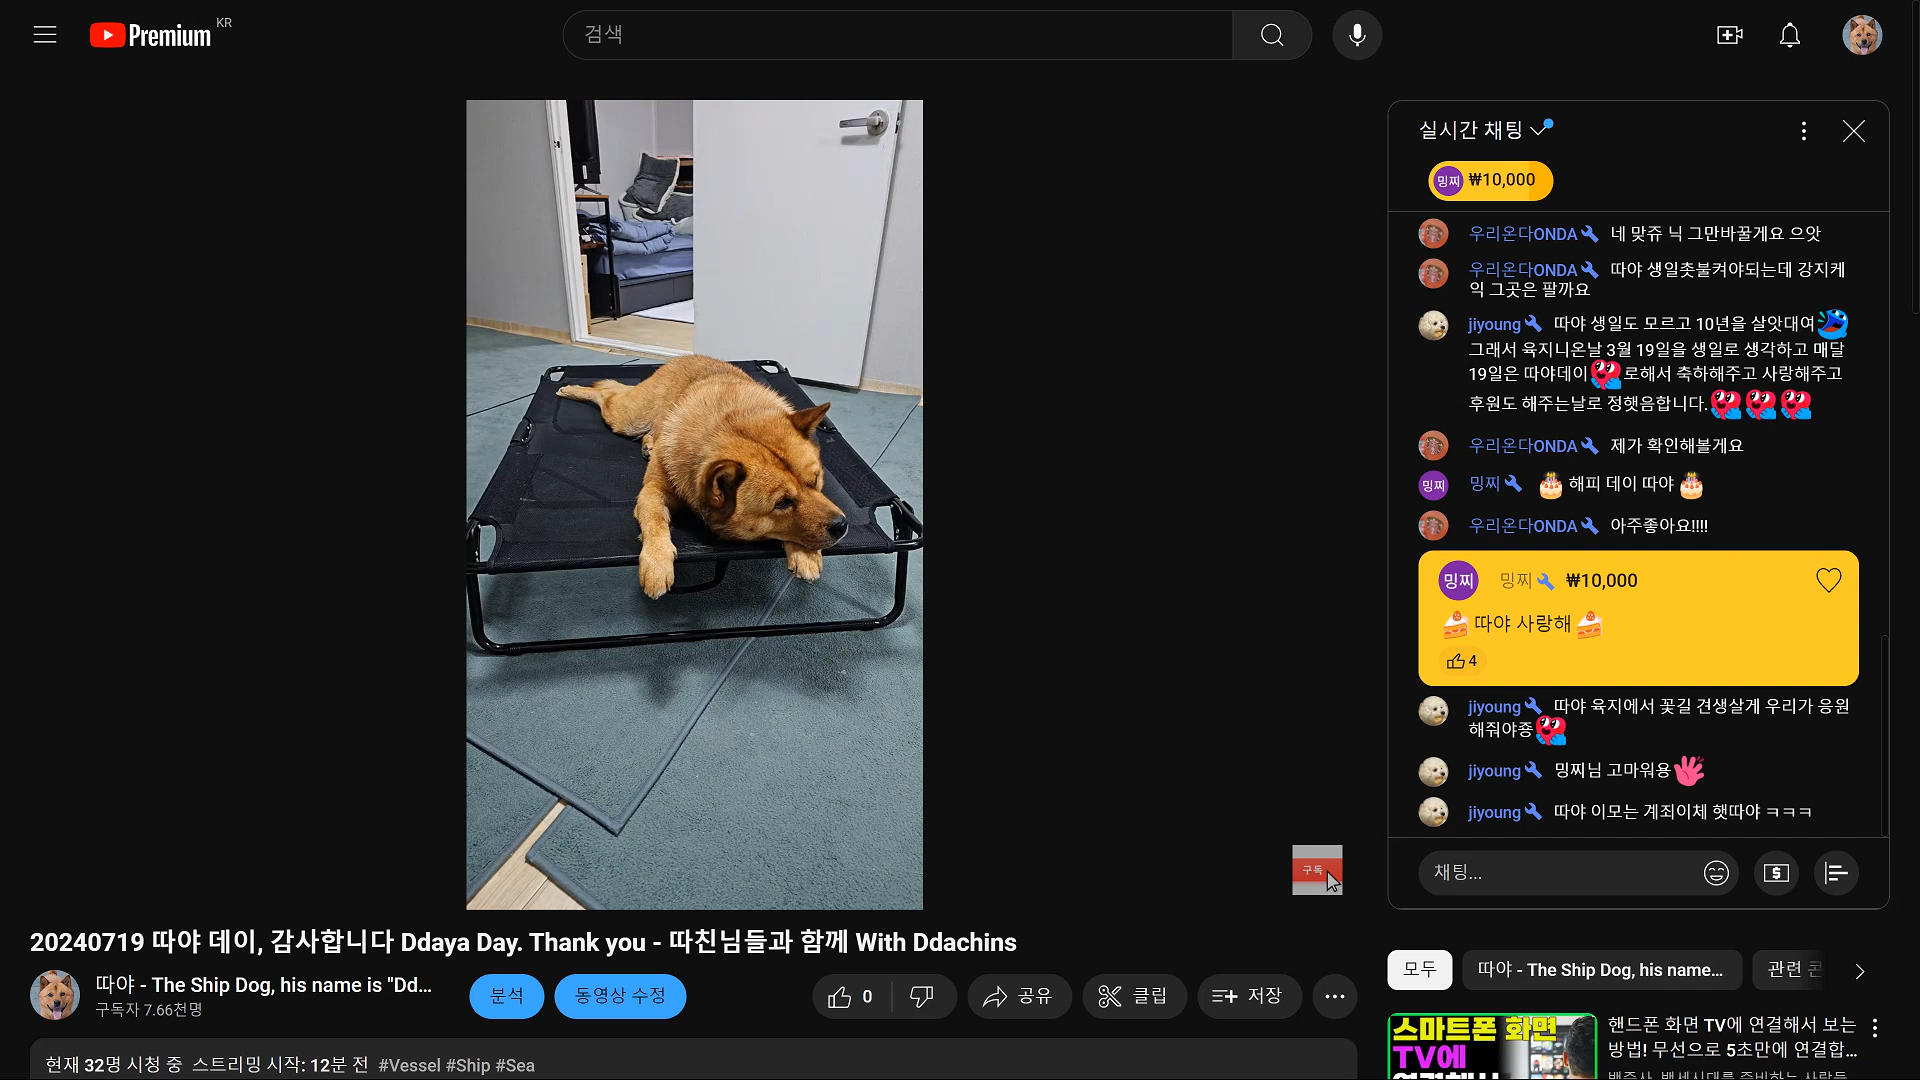 Premium KR
검색
실시간 채팅
밍찌 ₩10,000
우리온다ONDA 네 맞쥬 닉 그만바꿀게요 으앗
우리온다ONDA 따야 생일촛불켜야되는데 강지케
익 그곳은 팔까요
jiyoung 따야 생일도 모르고 10년을 살앗대여
그래서 육지니온날 3월 19일을 생일로 생각하고 매달
19일은 따야데이 로해서 축하해주고 사랑해주고
후원도 해주는날로 정햇음합니다.
우리온다ONDA 제가 확인해볼게요
밍찌 밍찌 해피 데이 따야
우리온다ONDA 아주좋아요!!!!
밍찌 밍찌 ₩10,000
따야 사랑해
4
jiyoung 따야 육지에서 꽃길 견생살게 우리가 응원
해줘야죵
jiyoung 밍찌님 고마워용
jiyoung 따야 이모는 계죄이체 햇따야 ㅋㅋㅋ
채팅...
구독
20240719 따야 데이, 감사합니다 Ddaya Day. Thank you - 따친님들과 함께 With Ddachins
따야 - The Ship Dog, his name is "Dd...
구독자 7.66천명
분석
동영상 수정
0
공유
클립
저장
현재 32명 시청 중 스트리밍 시작: 12분 전 #Vessel #Ship #Sea
모두
따야 - The Ship Dog, his name...
관련
스마트폰 화면
TV에
핸드폰 화면 TV에 연결해서 보는
방법! 무선으로 5초만에 연결합...